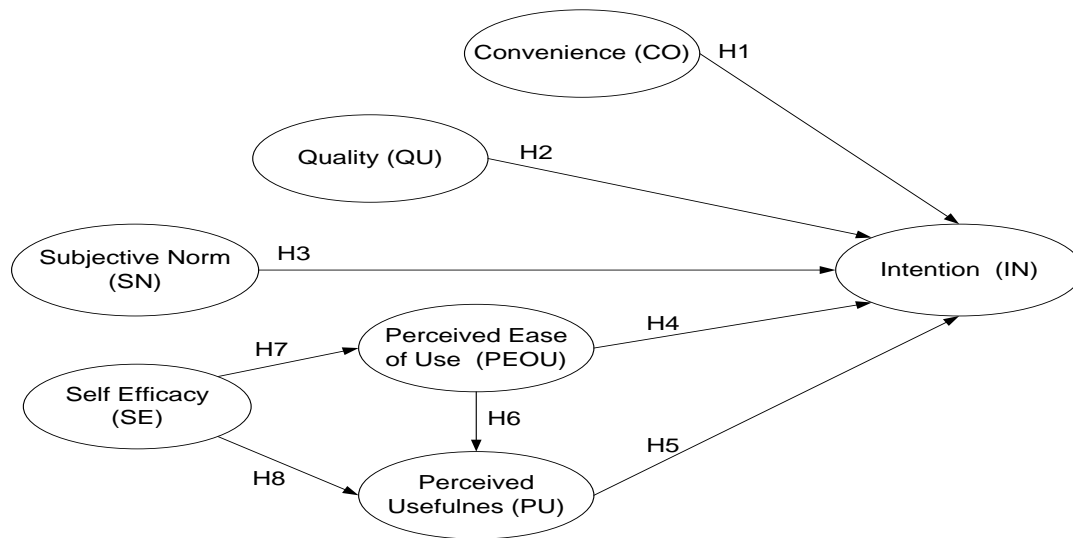 Convenience (CO)
H1
Quality (QU)
H2
Subjective Norm
(SN)
H3
Intention (IN)
Perceived Ease
of Use (PEOU)
H4
H7
Self Efficacy
(SE)
H6
H5
H8
Perceived
Usefulnes (PU)